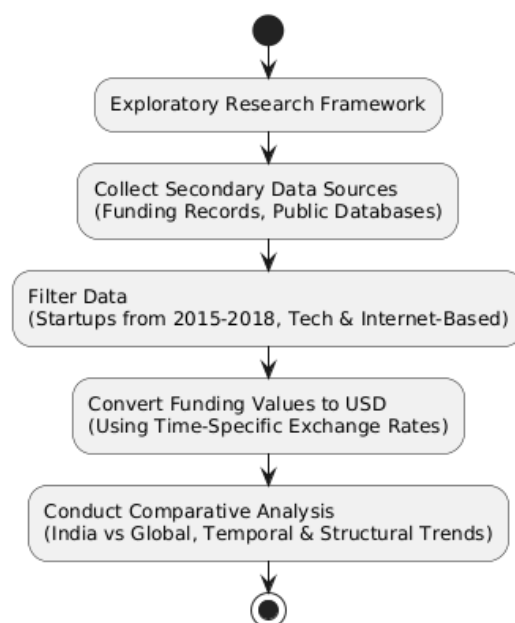 Exploratory Research Framework
Collect Secondary Data Sources
(Funding Records, Public Databases)
Filter Data
(Startups from 2015-2018, Tech & Internet-Based)
Convert Funding Values to USD
(Using Time-Specific Exchange Rates)
Conduct Comparative Analysis
(India vs Global, Temporal & Structural Trends)